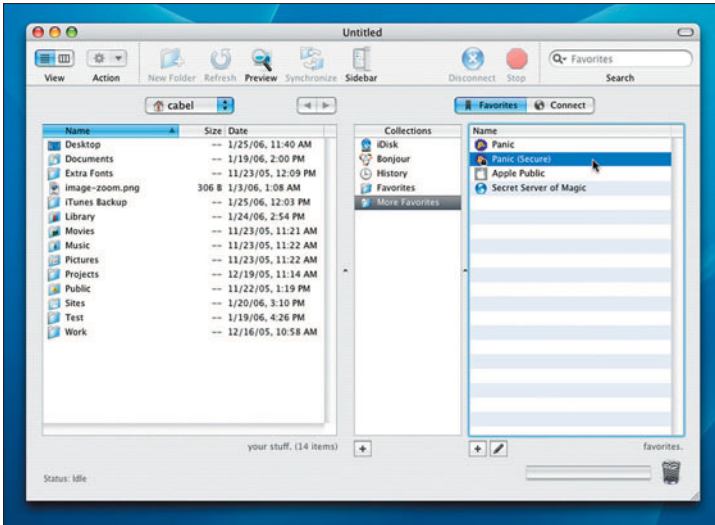 Untitled
View Action New Folder Refresh Preview Synchronize Sidebar Disconnect Stop Favorites Search
cabel Favorites Connect
Name Size Date
Desktop -- 1/25/06, 11:40 AM
Documents -- 1/19/06, 2:00 PM
Extra Fonts -- 11/23/05, 12:09 PM
image-zoom.png 306 B 1/3/06, 1:08 AM
iTunes Backup -- 1/25/06, 12:03 PM
Library -- 1/24/06, 2:54 PM
Movies -- 11/23/05, 11:21 AM
Music -- 11/23/05, 11:22 AM
Pictures -- 11/23/05, 11:22 AM
Projects -- 12/19/05, 11:14 AM
Public -- 11/22/05, 1:19 PM
Sites -- 1/20/06, 3:10 PM
Test -- 1/19/06, 4:26 PM
Work -- 12/16/05, 10:58 AM
your stuff. (14 items)
Collections
iDisk
Bonjour
History
Favorites
More Favorites
Name
Panic
Panic (Secure)
Apple Public
Secret Server of Magic
favorites.
Status: Idle